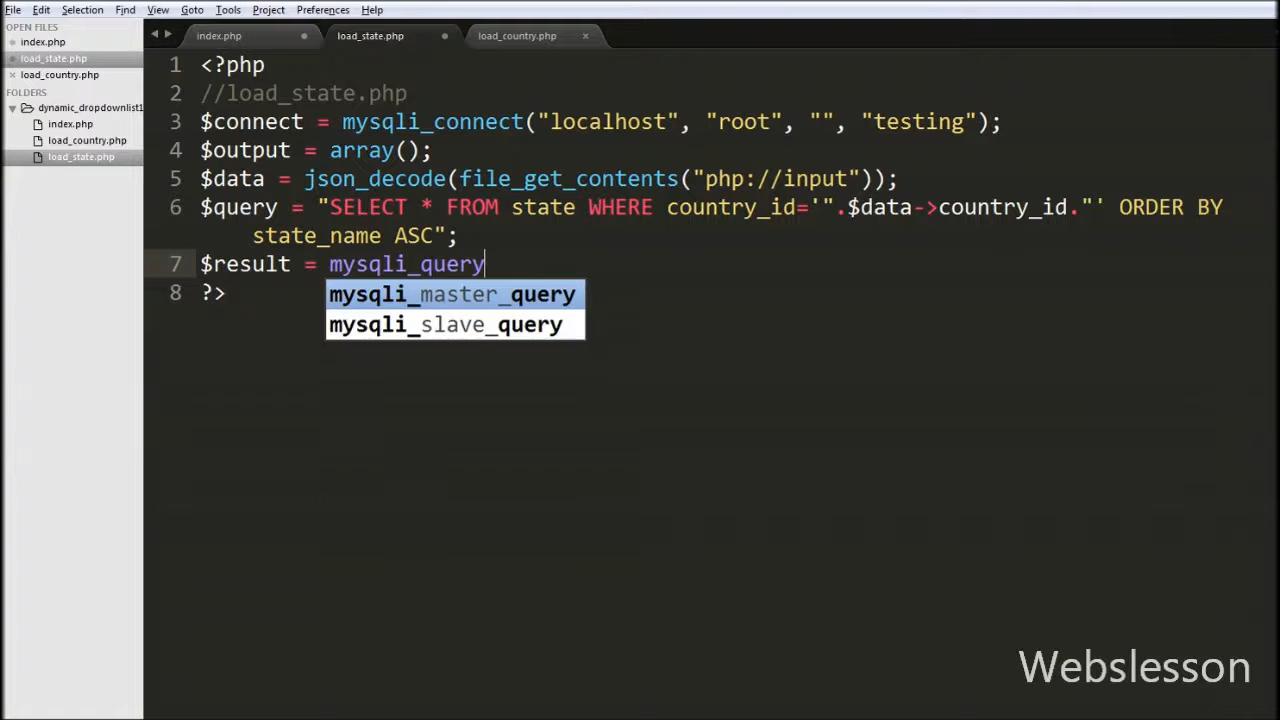 File Edit Selection Find View Goto Tools Project Preferences Help
OPEN FILES
index.php
load_state.php
load_country.php
FOLDERS
dynamic_dropdownlist1
index.php
load_country.php
load_state.php
index.php load_state.php load_country.php
1 <?php
2 //load_state.php
3 $connect = mysqli_connect("localhost", "root", "", "testing");
4 $output = array();
5 $data = json_decode(file_get_contents("php://input"));
6 $query = "SELECT * FROM state WHERE country_id='".$data->country_id."' ORDER BY
state_name ASC";
7 $result = mysqli_query
mysqli_master_query
mysqli_slave_query
8 ?>
Webslesson